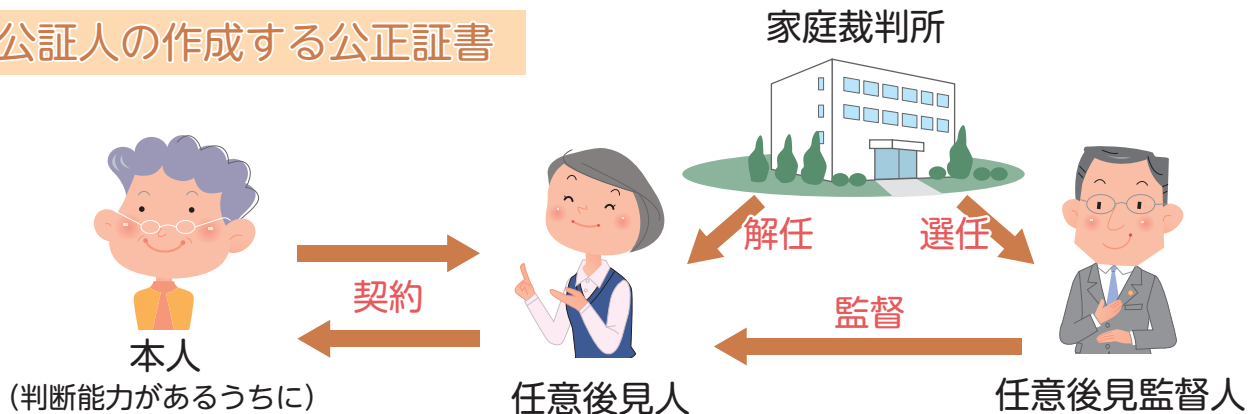 公証人の作成する公正証書
家庭裁判所
解任
選任
契約
監督
本人
（判断能力があるうちに）
任意後見人
任意後見監督人